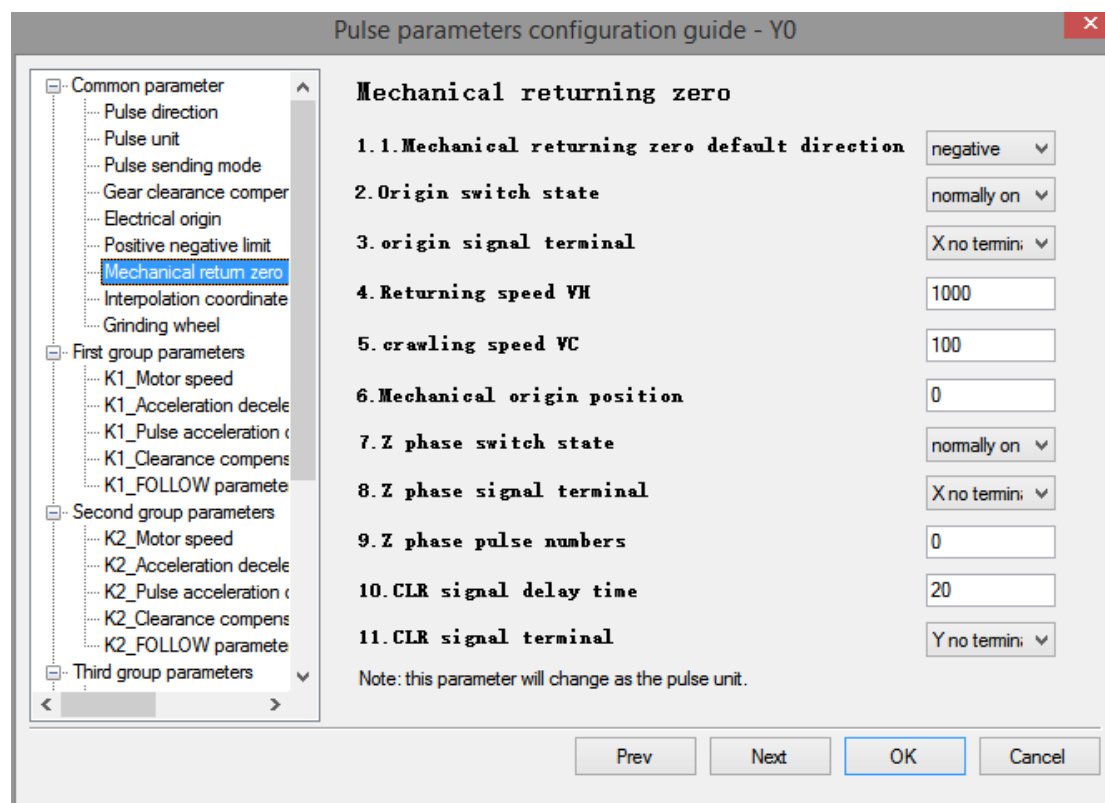 Pulse parameters configuration guide - Y0
Common parameter
Pulse direction
Pulse unit
Pulse sending mode
Gear clearance comper
Electrical origin
Positive negative limit
Mechanical return zero
Interpolation coordinate
Grinding wheel
First group parameters
K1_Motor speed
K1_Acceleration decele
K1_Pulse acceleration
K1_Clearance compens
K1_FOLLOW paramete
Second group parameters
K2_Motor speed
K2_Acceleration decele
K2_Pulse acceleration
K2_Clearance compens
K2_FOLLOW paramete
Third group parameters
Mechanical returning zero
1.1.Mechanical returning zero default direction negative
2.Origin switch state normally on
3.origin signal terminal X no termin
4.Returning speed VH 1000
5.crawling speed VC 100
6.Mechanical origin position 0
7.Z phase switch state normally on
8.Z phase signal terminal X no termin
9.Z phase pulse numbers 0
10.CLR signal delay time 20
11.CLR signal terminal Y no termin
Note: this parameter will change as the pulse unit.
Prev Next OK Cancel